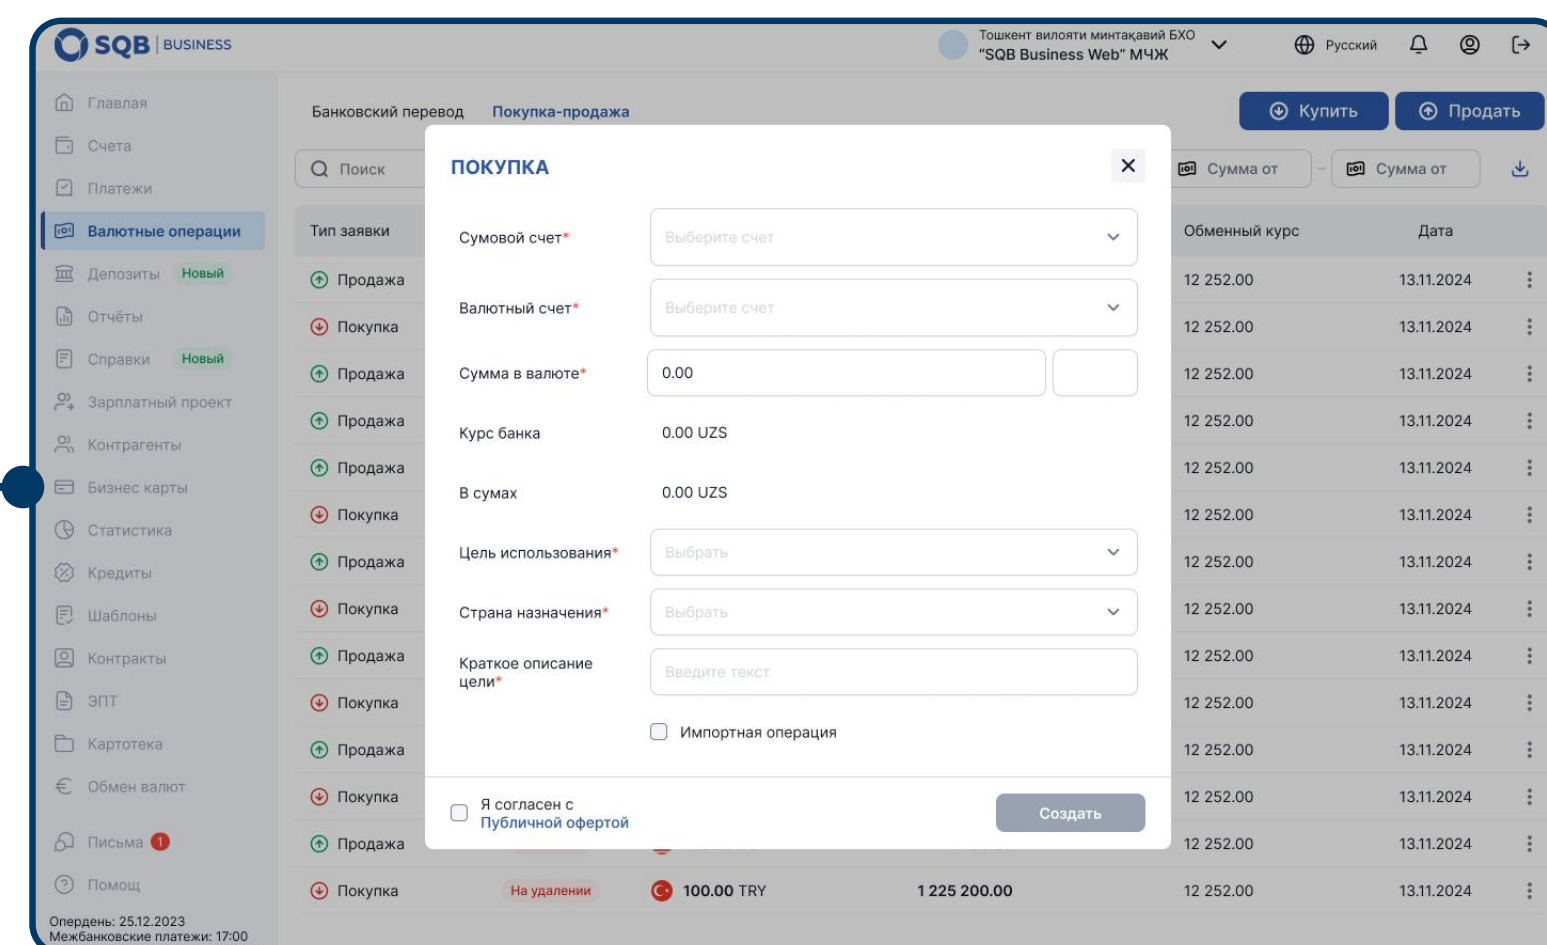 SQB | BUSINESS
Тошкент вилояти минтақавий БХО
"SQB Business Web" МЧЖ
Русский
Главная
Счета
Платежи
Валютные операции
Депозиты Новый
Отчёты
Справки Новый
Зарплатный проект
Контрагенты
Бизнес карты
Статистика
Кредиты
Шаблоны
Контракты
ЭПТ
Картотека
Обмен валют
Письма 1
Помощ
Опердень: 25.12.2023
Межбанковские платежи: 17:00
Банковский перевод Покупка-продажа
Купить Продать
Поиск
Сумма от – Сумма от
Тип заявки Обменный курс Дата
Продажа 12 252.00 13.11.2024
Покупка 12 252.00 13.11.2024
Продажа 12 252.00 13.11.2024
Продажа 12 252.00 13.11.2024
Продажа 12 252.00 13.11.2024
Покупка 12 252.00 13.11.2024
Продажа 12 252.00 13.11.2024
Покупка 12 252.00 13.11.2024
Продажа 12 252.00 13.11.2024
Покупка 12 252.00 13.11.2024
Продажа 12 252.00 13.11.2024
Покупка 12 252.00 13.11.2024
Продажа 12 252.00 13.11.2024
Покупка На удалении 100.00 TRY 1 225 200.00 12 252.00 13.11.2024
ПОКУПКА
Сумовой счет* Выберите счет
Валютный счет* Выберите счет
Сумма в валюте* 0.00
Курс банка 0.00 UZS
В сумах 0.00 UZS
Цель использования* Выбрать
Страна назначения* Выбрать
Краткое описание
цели*
Введите текст
Импортная операция
Я согласен с
Публичной офертой
Создать